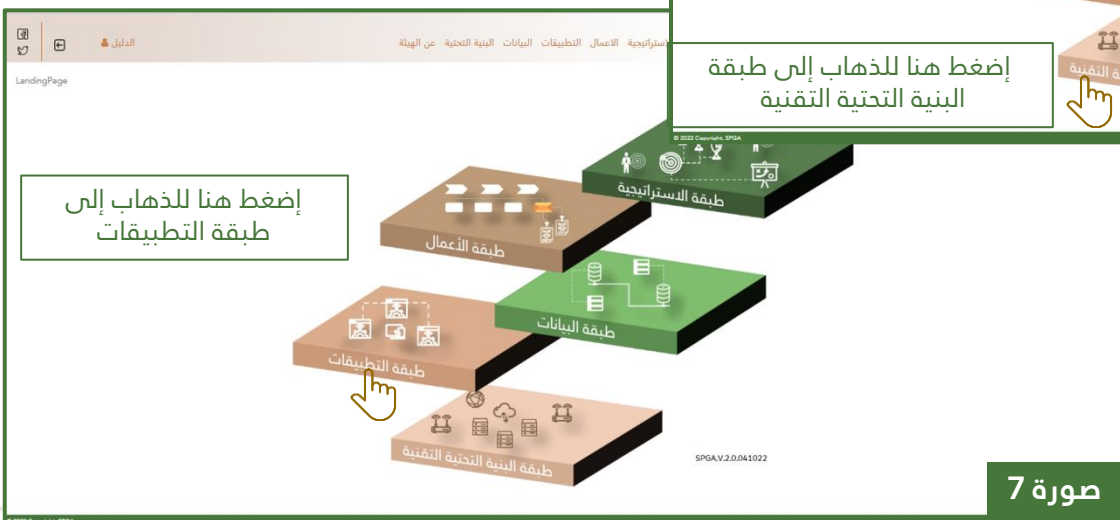 الدليل
استراتيجية الاعمال التطبيقات البيانات البنية التحتية عن الهيئة
LandingPage
إضغط هنا للذهاب إلى طبقة
البنية التحتية التقنية
ة التقنية
© 2022 Copyright, SPGA
طبقة الاستراتيجية
إضغط هنا للذهاب إلى
طبقة التطبيقات
طبقة الأعمال
طبقة البيانات
طبقة التطبيقات
طبقة البنية التحتية التقنية
SPGA.V.2.0.041022
صورة 7